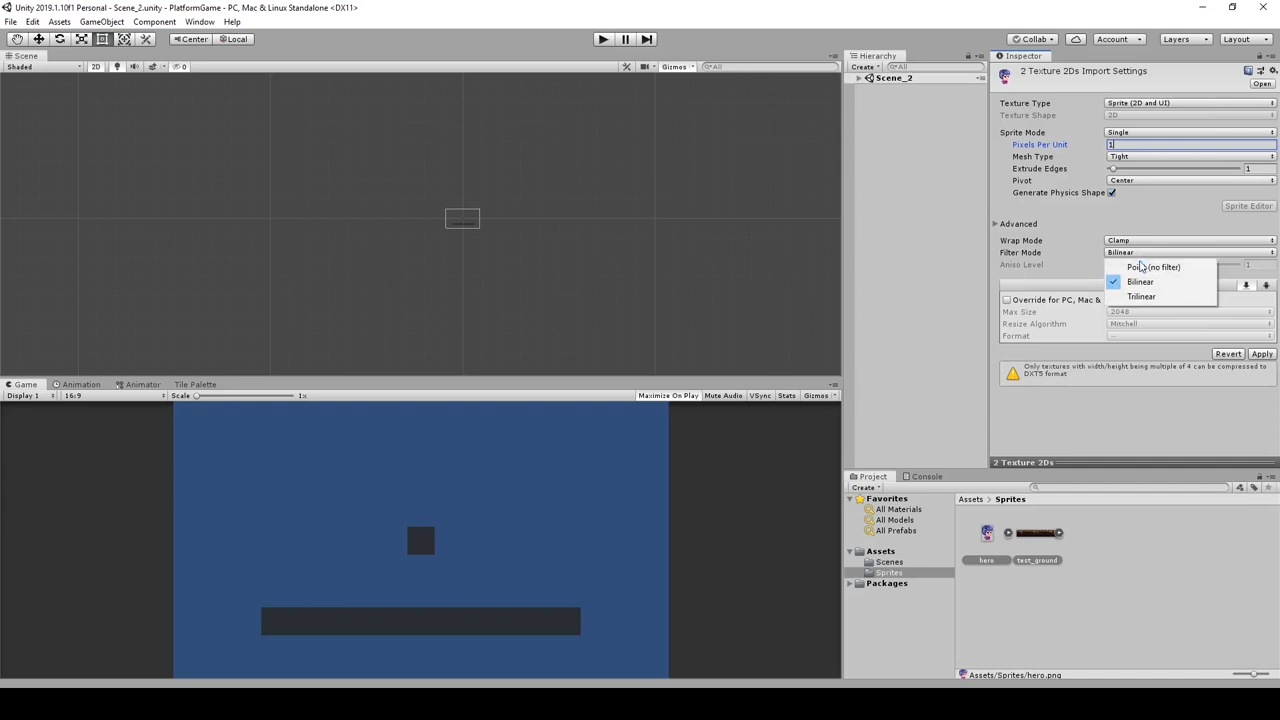 Unity 2019.1.10f1 Personal - Scene_2.unity - PlatformGame - PC, Mac & Linux Standalone <DX11>
File Edit Assets GameObject Component Window Help
Center Local Collab Account Layers Layout
Scene
Shaded 2D 0 Gizmos All
Hierarchy
Create All
Scene_2
Inspector
2 Texture 2Ds Import Settings
Open
Texture Type Sprite (2D and UI)
Texture Shape 2D
Sprite Mode Single
Pixels Per Unit 1
Mesh Type Tight
Extrude Edges 1
Pivot Center
Generate Physics Shape
Sprite Editor
Advanced
Wrap Mode Clamp
Filter Mode Bilinear
Aniso Level 1
(no filter)
Bilinear
Trilinear
Override for PC, Mac &
Max Size 2048
Resize Algorithm Mitchell
Format
Revert Apply
Only textures with width/height being multiple of 4 can be compressed to
DXT5 format
2 Texture 2Ds
Game Animation Animator Tile Palette
Display 1 16:9 Scale 1x Maximize On Play Mute Audio VSync Stats Gizmos
Project Console
Create
Favorites
All Materials
All Models
All Prefabs
Assets
Scenes
Sprites
Packages
Assets Sprites
hero test_ground
Assets/Sprites/hero.png